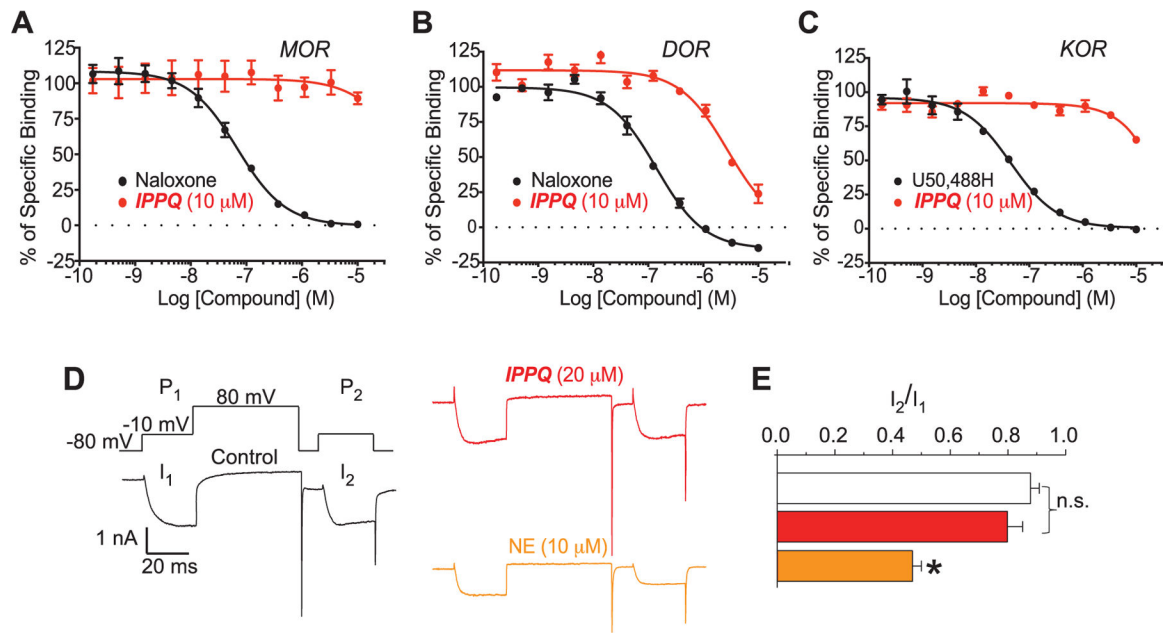 A
MOR
% of Specific Binding
125
100
75
50
25
0
-25
Naloxone
IPPQ (10 μM)
-10 -9 -8 -7 -6 -5
Log [Compound] (M)
B
DOR
% of Specific Binding
125
100
75
50
25
0
-25
Naloxone
IPPQ (10 μM)
-10 -9 -8 -7 -6 -5
Log [Compound] (M)
C
KOR
% of Specific Binding
125
100
75
50
25
0
-25
U50,488H
IPPQ (10 μM)
-10 -9 -8 -7 -6 -5
Log [Compound] (M)
D
P1 P2
80 mV
-10 mV
-80 mV
Control
I1 I2
1 nA
20 ms
IPPQ (20 μM)
NE (10 μM)
E
I2/I1
0.0 0.2 0.4 0.6 0.8 1.0
n.s.
*